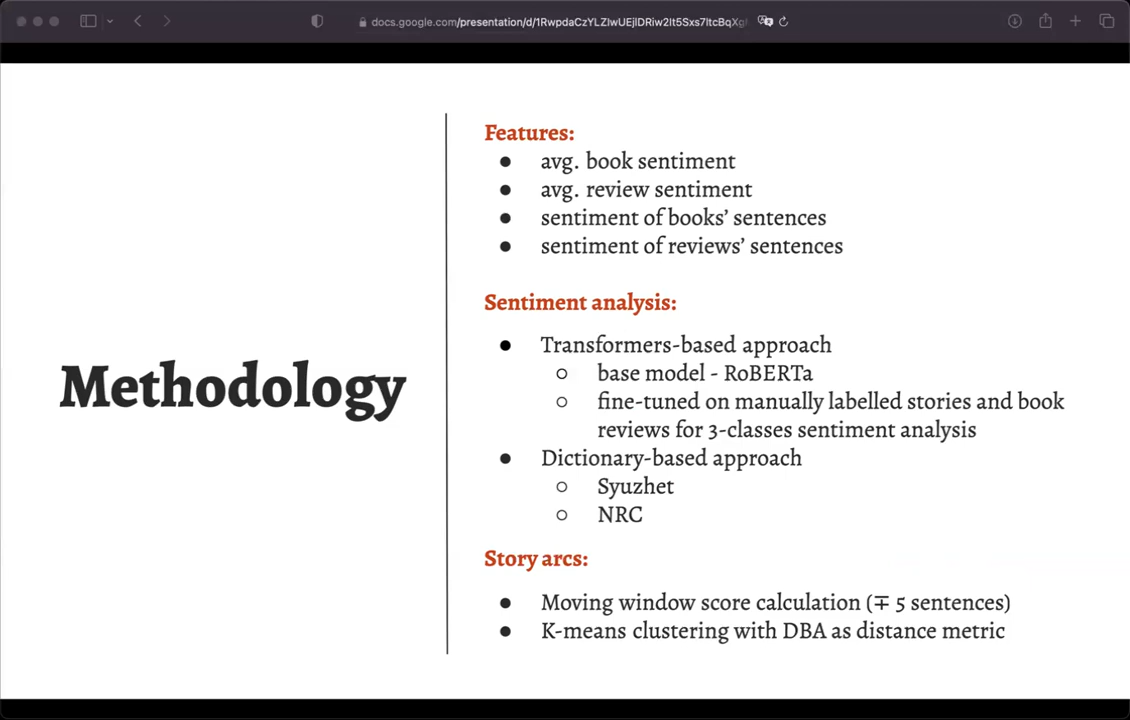 docs.google.com/presentation/d/
Features:
● avg. book sentiment
● avg. review sentiment
● sentiment of books’ sentences
● sentiment of reviews’ sentences
Sentiment analysis:
● Transformers-based approach
○ base model - RoBERTa
○ fine-tuned on manually labelled stories and book
reviews for 3-classes sentiment analysis
Methodology
● Dictionary-based approach
○ Syuzhet
○ NRC
Story arcs:
● Moving window score calculation (∓ 5 sentences)
● K-means clustering with DBA as distance metric